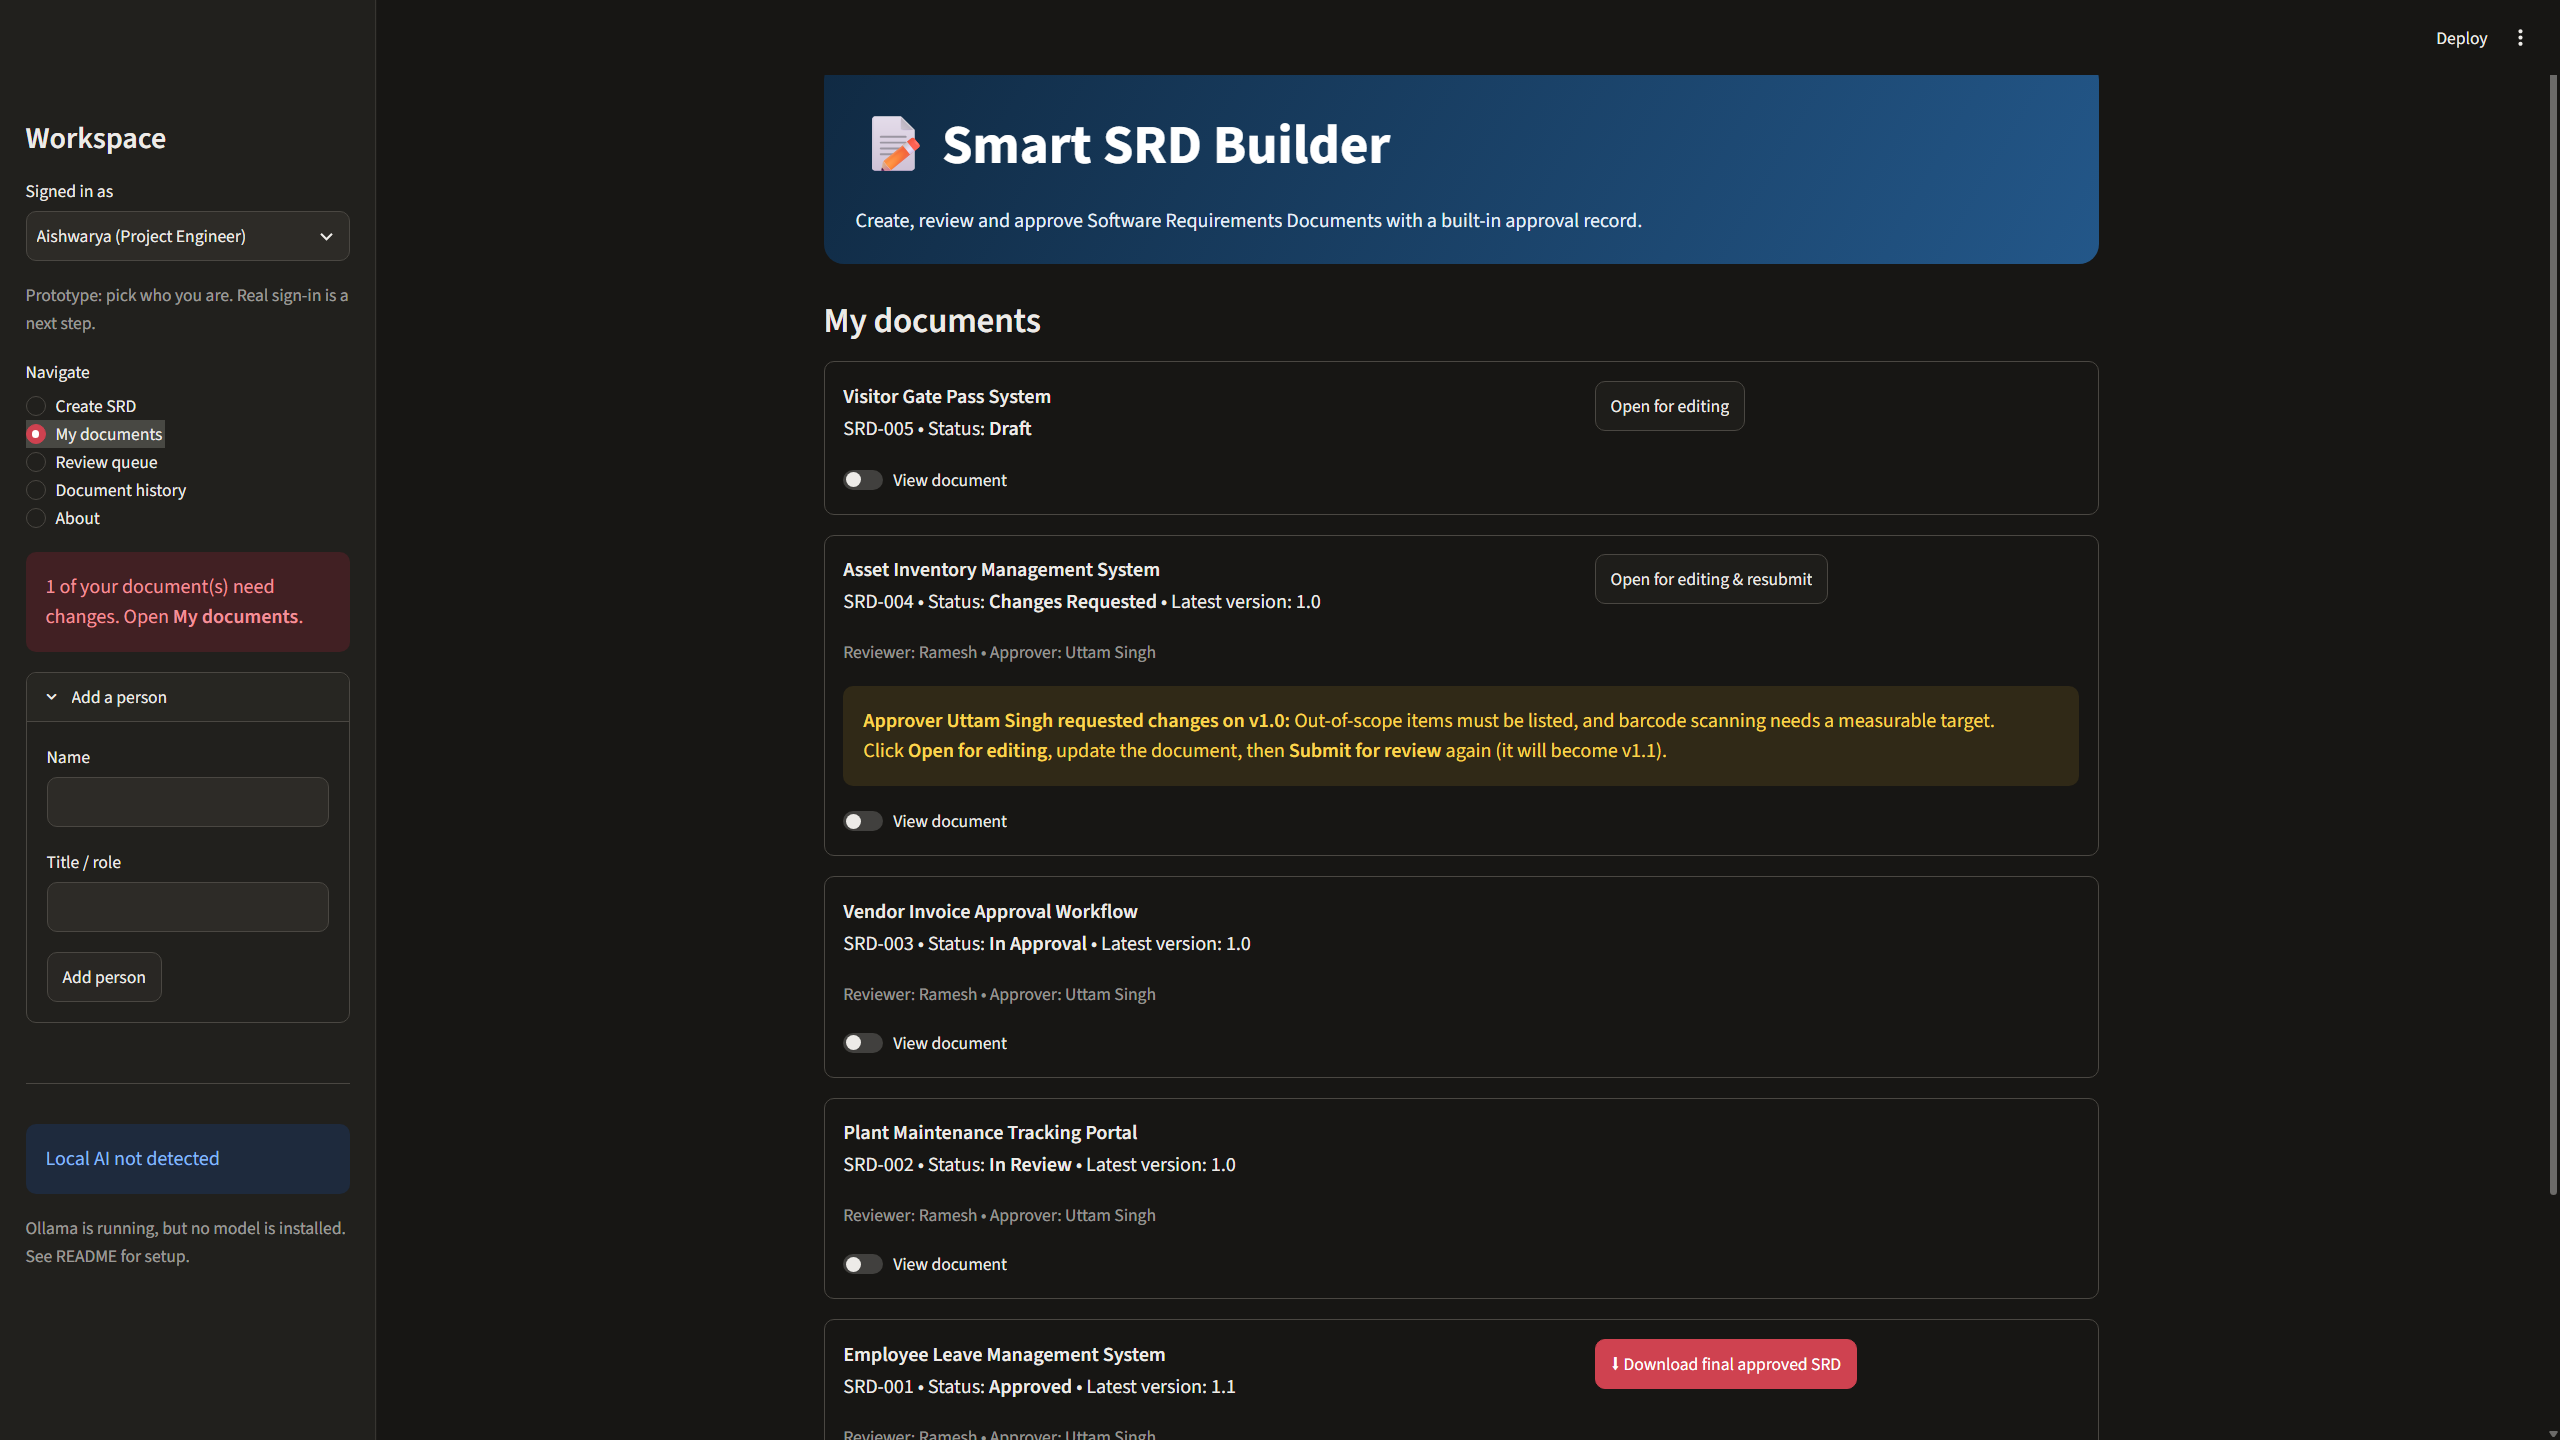 Deploy
Workspace
Signed in as
Aishwarya (Project Engineer)
Prototype: pick who you are. Real sign-in is a
next step.
Navigate
Create SRD
My documents
Review queue
Document history
About
1 of your document(s) need
changes. Open My documents.
Add a person
Name
Title / role
Add person
Local AI not detected
Ollama is running, but no model is installed.
See README for setup.
Smart SRD Builder
Create, review and approve Software Requirements Documents with a built-in approval record.
My documents
Visitor Gate Pass System
SRD-005 • Status: Draft
Open for editing
View document
Asset Inventory Management System
SRD-004 • Status: Changes Requested • Latest version: 1.0
Open for editing & resubmit
Reviewer: Ramesh • Approver: Uttam Singh
Approver Uttam Singh requested changes on v1.0: Out-of-scope items must be listed, and barcode scanning needs a measurable target.
Click Open for editing, update the document, then Submit for review again (it will become v1.1).
View document
Vendor Invoice Approval Workflow
SRD-003 • Status: In Approval • Latest version: 1.0
Reviewer: Ramesh • Approver: Uttam Singh
View document
Plant Maintenance Tracking Portal
SRD-002 • Status: In Review • Latest version: 1.0
Reviewer: Ramesh • Approver: Uttam Singh
View document
Employee Leave Management System
SRD-001 • Status: Approved • Latest version: 1.1
⬇ Download final approved SRD
Reviewer: Ramesh • Approver: Uttam Singh